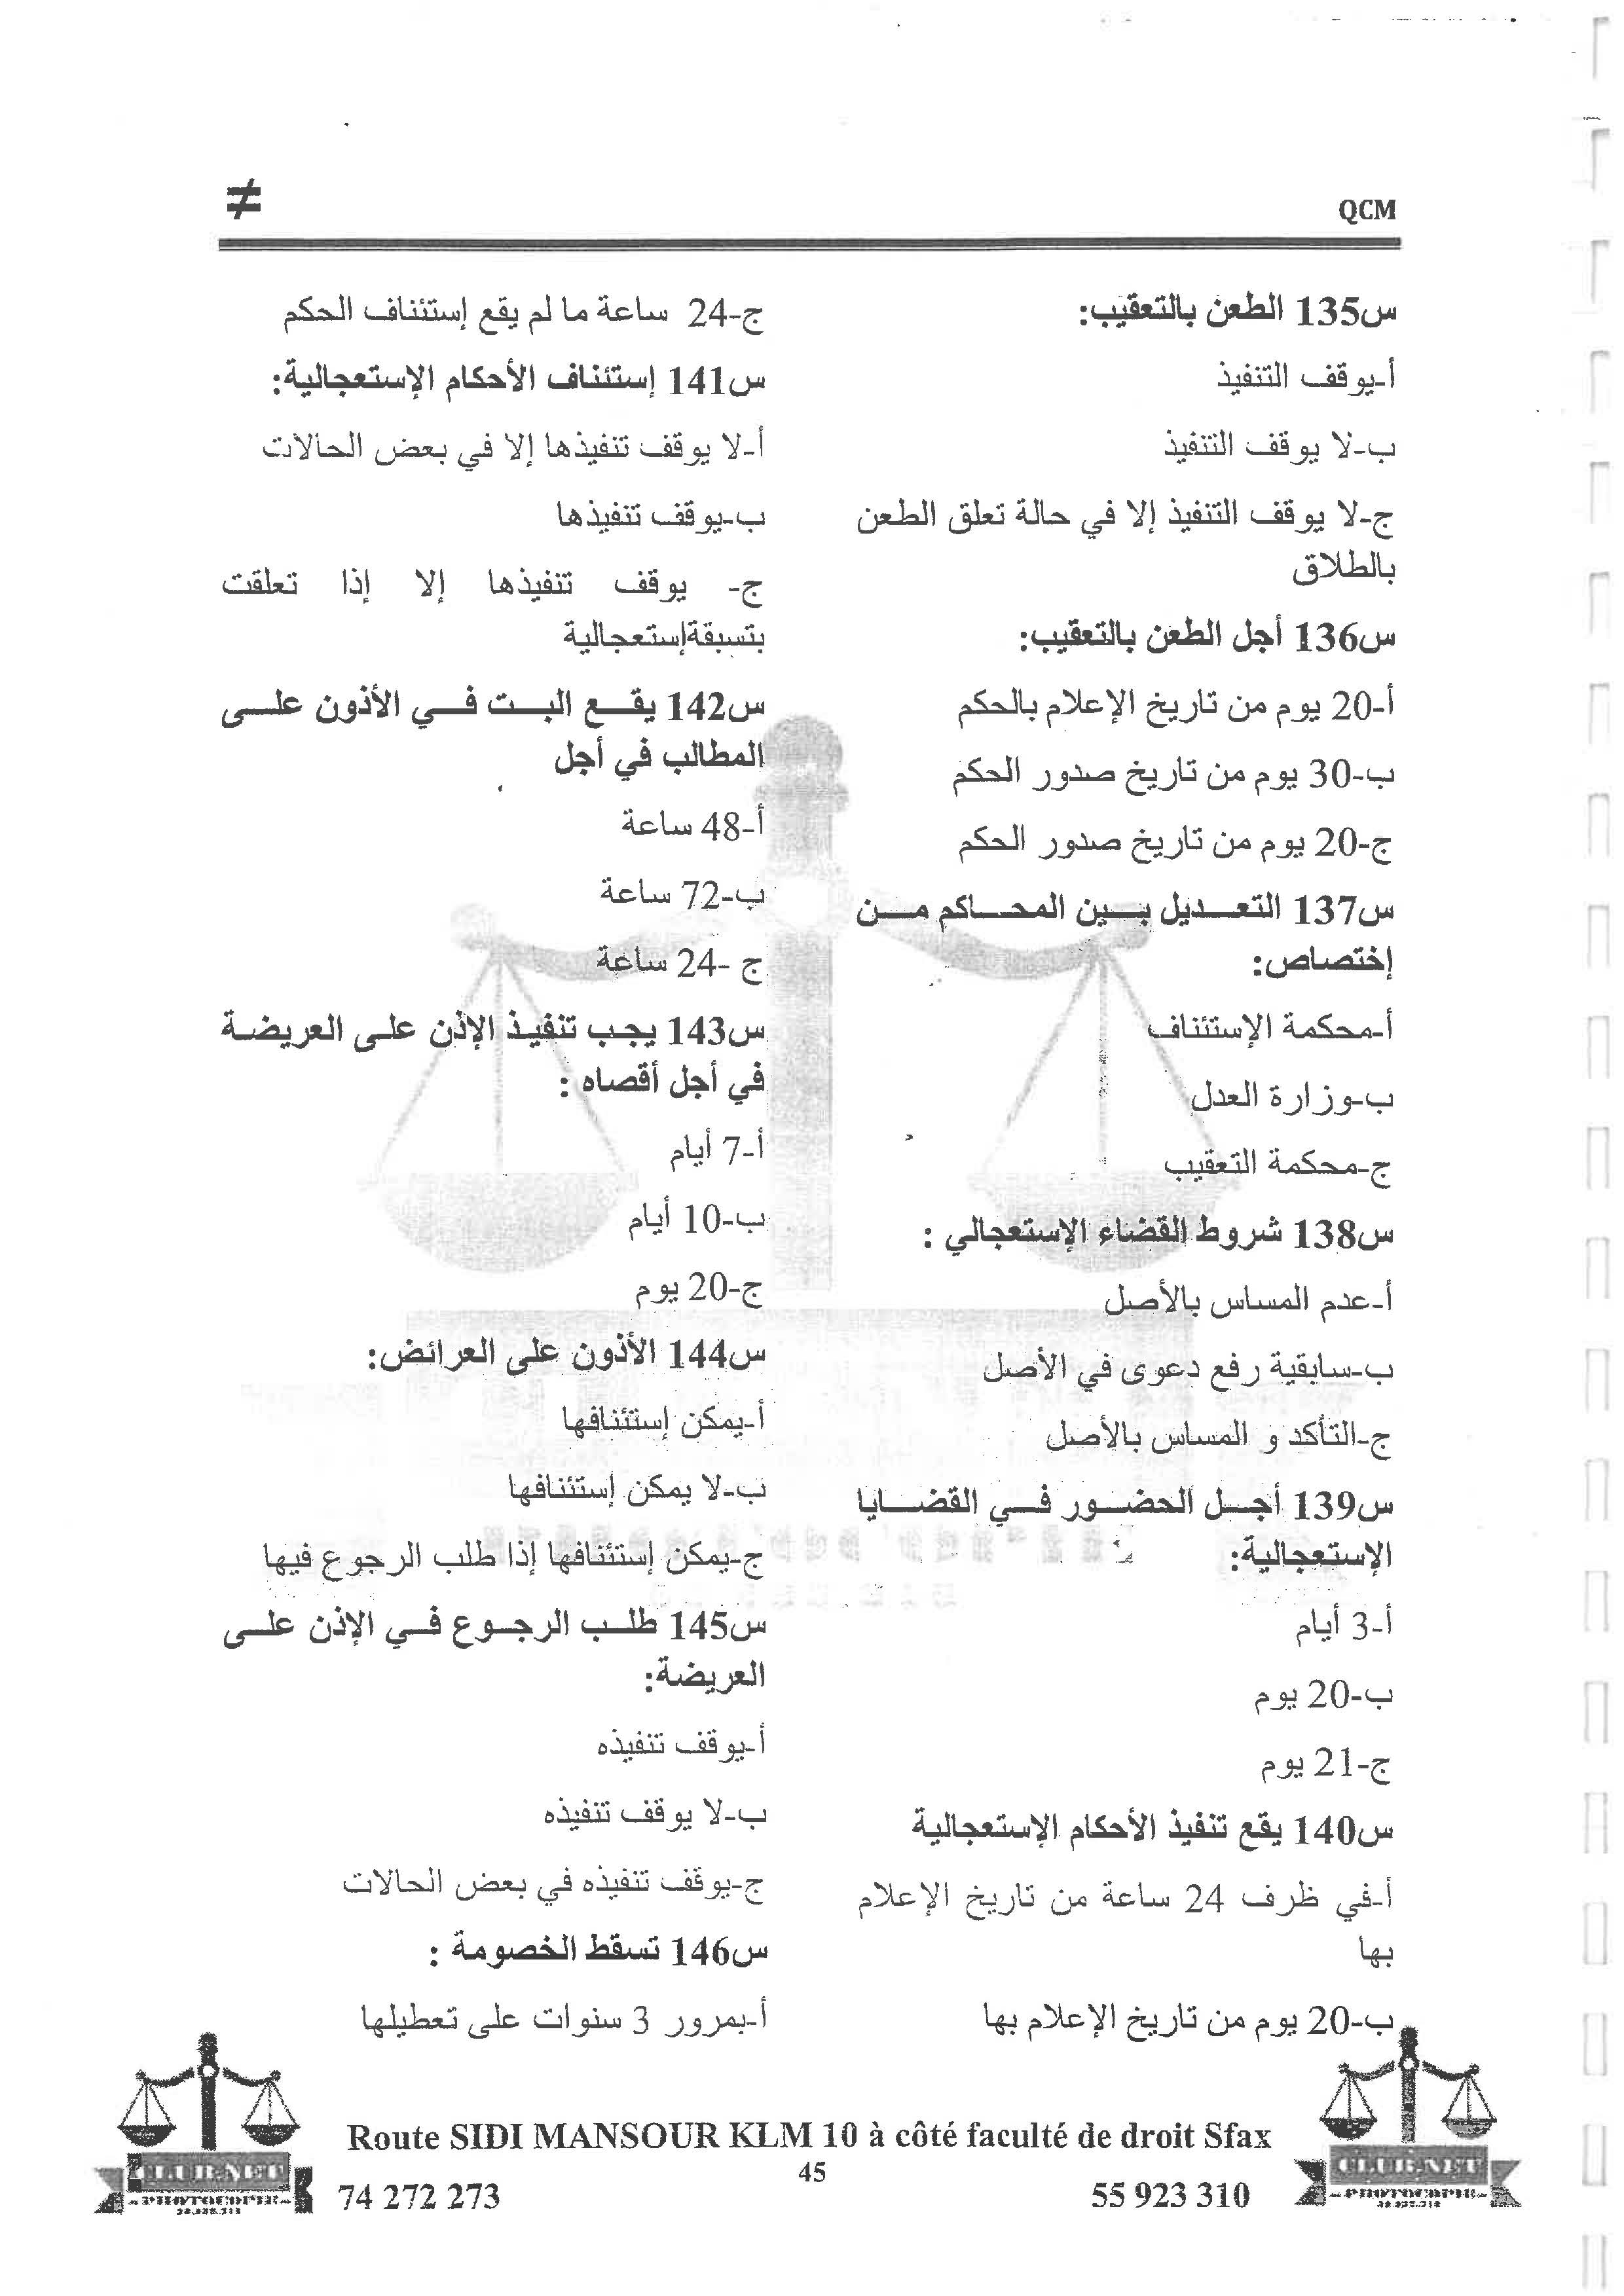 QCM
≠
س135 الطعن بالتعقيب:
أ-يوقف التنفيذ
ب-لا يوقف التنفيذ
ج-لا يوقف التنفيذ إلا في حالة تعلق الطعن
بالطلاق
س136 أجل الطعن بالتعقيب:
أ-20 يوم من تاريخ الإعلام بالحكم
ب-30 يوم من تاريخ صدور الحكم
ج-20 يوم من تاريخ صدور الحكم
س137 التعديل بين المحاكم من
إختصاص:
أ-محكمة الإستئناف
ب-وزارة العدل
ج-محكمة التعقيب
س138 شروط القضاء الإستعجالي :
أ-عدم المساس بالأصل
ب-سابقية رفع دعوى في الأصل
ج-التأكد و المساس بالأصل
س139 أجل الحضور في القضايا
الإستعجالية:
أ-3 أيام
ب-20 يوم
ج-21 يوم
س140 يقع تنفيذ الأحكام الإستعجالية
أ-في ظرف 24 ساعة من تاريخ الإعلام
بها
ب-20 يوم من تاريخ الإعلام بها
ج-24 ساعة ما لم يقع إستئناف الحكم
س141 إستئناف الأحكام الإستعجالية:
أ-لا يوقف تنفيذها إلا في بعض الحالات
ب-يوقف تنفيذها
ج- يوقف تنفيذها إلا إذا تعلقت
بتسبقةإستعجالية
س142 يقع البت في الأذون على
المطالب في أجل
أ-48 ساعة
ب-72 ساعة
ج -24 ساعة
س143 يجب تنفيذ الإذن على العريضة
في أجل أقصاه :
أ-7 أيام
ب-10 أيام
ج-20 يوم
س144 الأذون على العرائض:
أ-يمكن إستئنافها
ب-لا يمكن إستئنافها
ج-يمكن إستئنافها إذا طلب الرجوع فيها
س145 طلب الرجوع في الإذن على
العريضة:
أ-يوقف تنفيذه
ب-لا يوقف تنفيذه
ج-يوقف تنفيذه في بعض الحالات
س146 تسقط الخصومة :
أ-بمرور 3 سنوات على تعطيلها
Route SIDI MANSOUR KLM 10 à côté faculté de droit Sfax
45
74 272 273
55 923 310
CLUB.NET
- PHOTOCOPIE -
CLUB.NET
- PHOTOCOPIE -